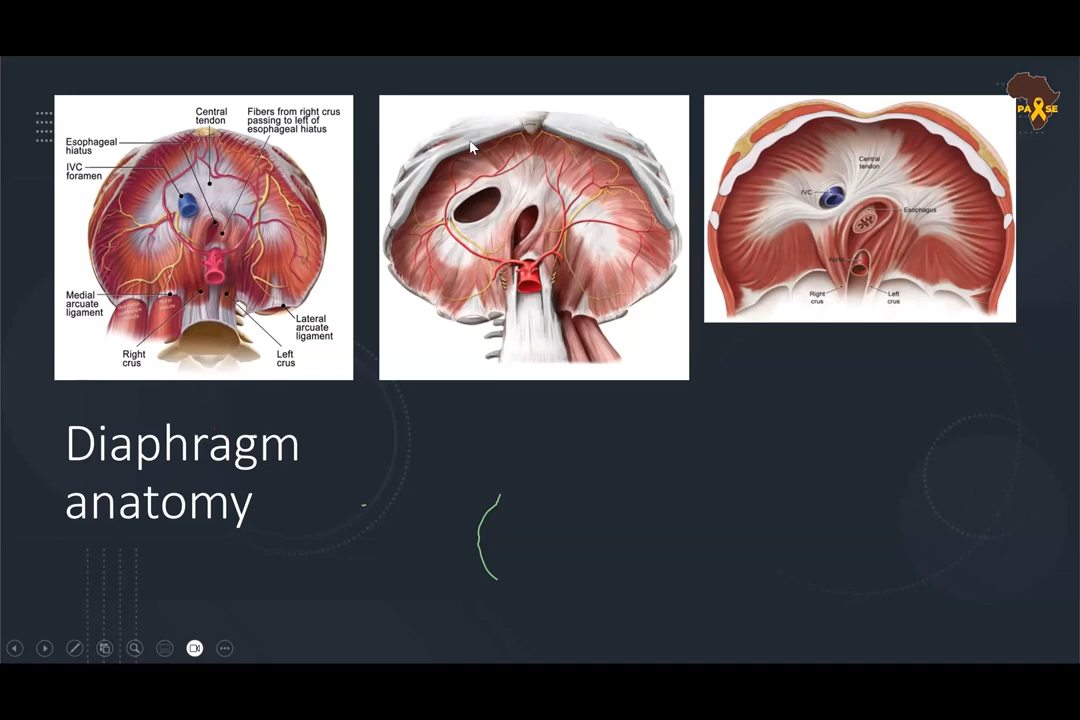 Central
tendon
Fibers from right crus
passing to left of
esophageal hiatus
Esophageal
hiatus
IVC
foramen
Medial
arcuate
ligament
Right
crus
Left
crus
Lateral
arcuate
ligament
Central
tendon
IVC
Esophagus
Aorta
Right
crus
Left
crus
PA SE
Diaphragm
anatomy